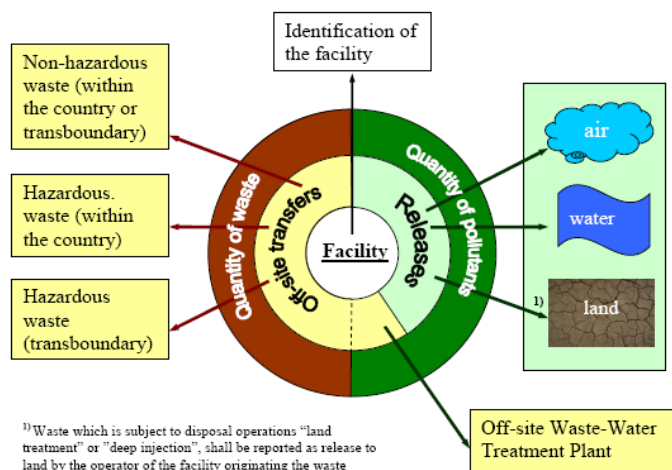 Identification of
the facility
Non-hazardous
waste (within
the country or
transboundary)
Hazardous.
waste (within
the country)
Hazardous
waste
(transboundary)
Quantity of waste
Off-site transfers
Facility
Releases
Quantity of pollutants
air
water
1)
land
Off-site Waste-Water
Treatment Plant
1) Waste which is subject to disposal operations “land
treatment” or ”deep injection”, shall be reported as release to
land by the operator of the facility originating the waste